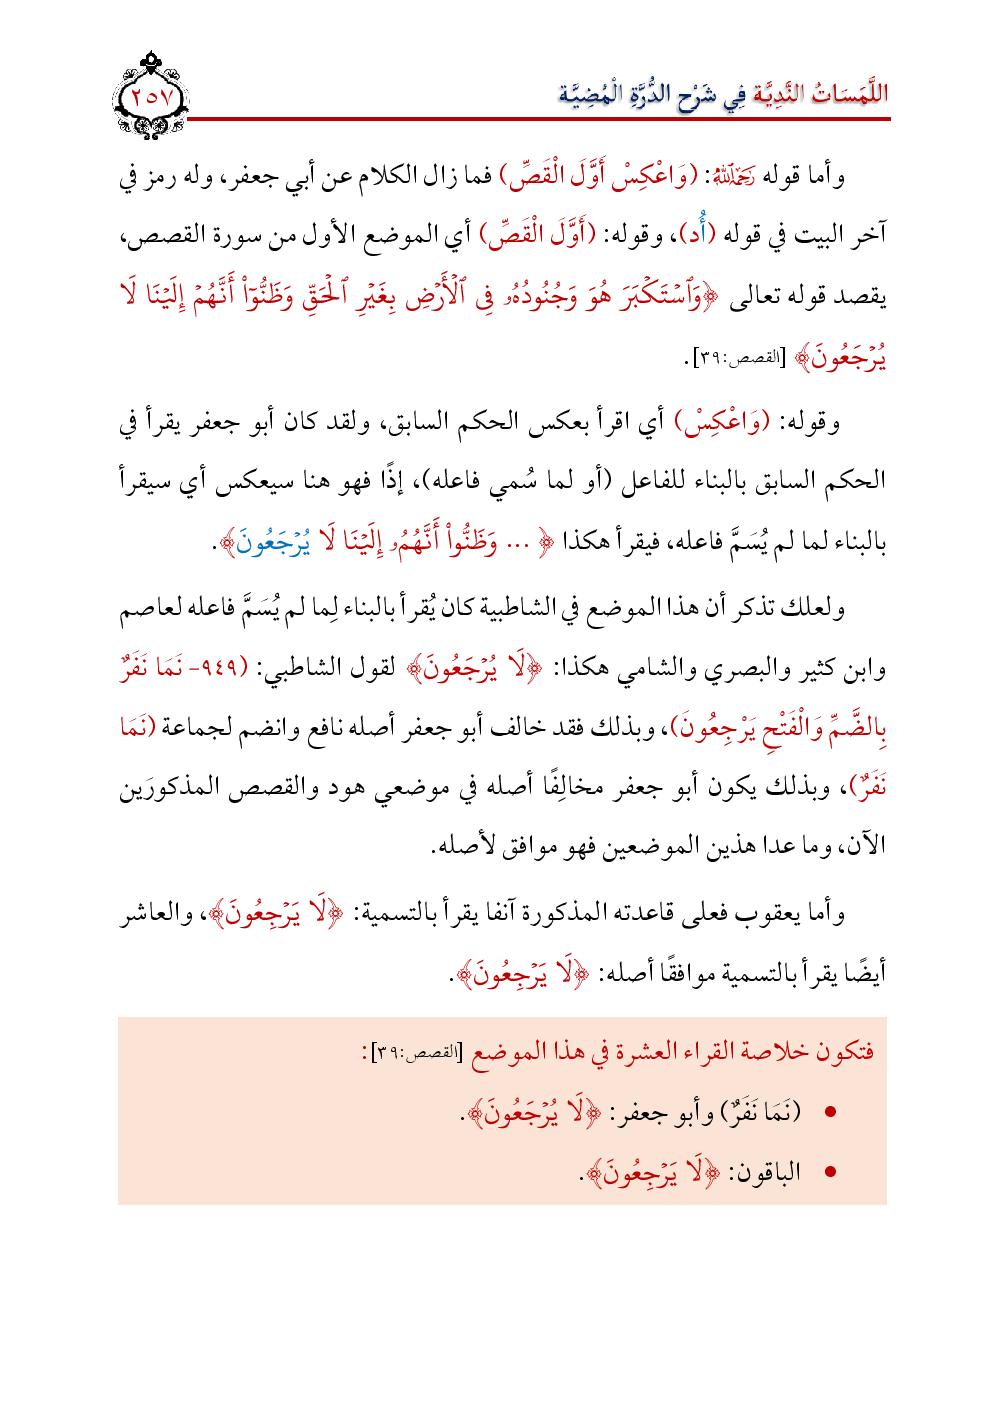 اللَّمَسَاتُ النَّدِيَّة فِي شَرْح الدُّرَّةِ الْمُضِيَّة
٢٥٧
وأما قوله رَحِمَهُ ٱللَّهُ: (وَاعْكِسْ أَوَّلَ الْقَصِّ) فما زال الكلام عن أبي جعفر، وله رمز في
آخر البيت في قوله (أُد)، وقوله: (أَوَّلَ الْقَصِّ) أي الموضع الأول من سورة القصص،
يقصد قوله تعالى ﴿وَٱسۡتَكۡبَرَ هُوَ وَجُنُودُهُۥ فِي ٱلۡأَرۡضِ بِغَيۡرِ ٱلۡحَقِّ وَظَنُّوٓاْ أَنَّهُمۡ إِلَيۡنَا لَا
يُرۡجَعُونَ﴾ [القصص:٣٩].
وقوله: (وَاعْكِسْ) أي اقرأ بعكس الحكم السابق، ولقد كان أبو جعفر يقرأ في
الحكم السابق بالبناء للفاعل (أو لما سُمي فاعله)، إذًا فهو هنا سيعكس أي سيقرأ
بالبناء لما لم يُسَمَّ فاعله، فيقرأ هكذا ﴿ ... وَظَنُّواْ أَنَّهُمُۥ إِلَيۡنَا لَا يُرۡجَعُونَ﴾.
ولعلك تذكر أن هذا الموضع في الشاطبية كان يُقرأ بالبناء لِما لم يُسَمَّ فاعله لعاصم
وابن كثير والبصري والشامي هكذا: ﴿لَا يُرۡجَعُونَ﴾ لقول الشاطبي: (٩٤٩- نَمَا نَفَرٌ
بِالضَّمِّ وَالْفَتْحِ يَرْجِعُونَ)، وبذلك فقد خالف أبو جعفر أصله نافع وانضم لجماعة (نَمَا
نَفَرٌ)، وبذلك يكون أبو جعفر مخالِفًا أصله في موضعي هود والقصص المذكورَين
الآن، وما عدا هذين الموضعين فهو موافق لأصله.
وأما يعقوب فعلى قاعدته المذكورة آنفا يقرأ بالتسمية: ﴿لَا يَرۡجِعُونَ﴾، والعاشر
أيضًا يقرأ بالتسمية موافقًا أصله: ﴿لَا يَرۡجِعُونَ﴾.
فتكون خلاصة القراء العشرة في هذا الموضع [القصص:٣٩]:
• (نَمَا نَفَرٌ) وأبو جعفر: ﴿لَا يُرۡجَعُونَ﴾.
• الباقون: ﴿لَا يَرۡجِعُونَ﴾.